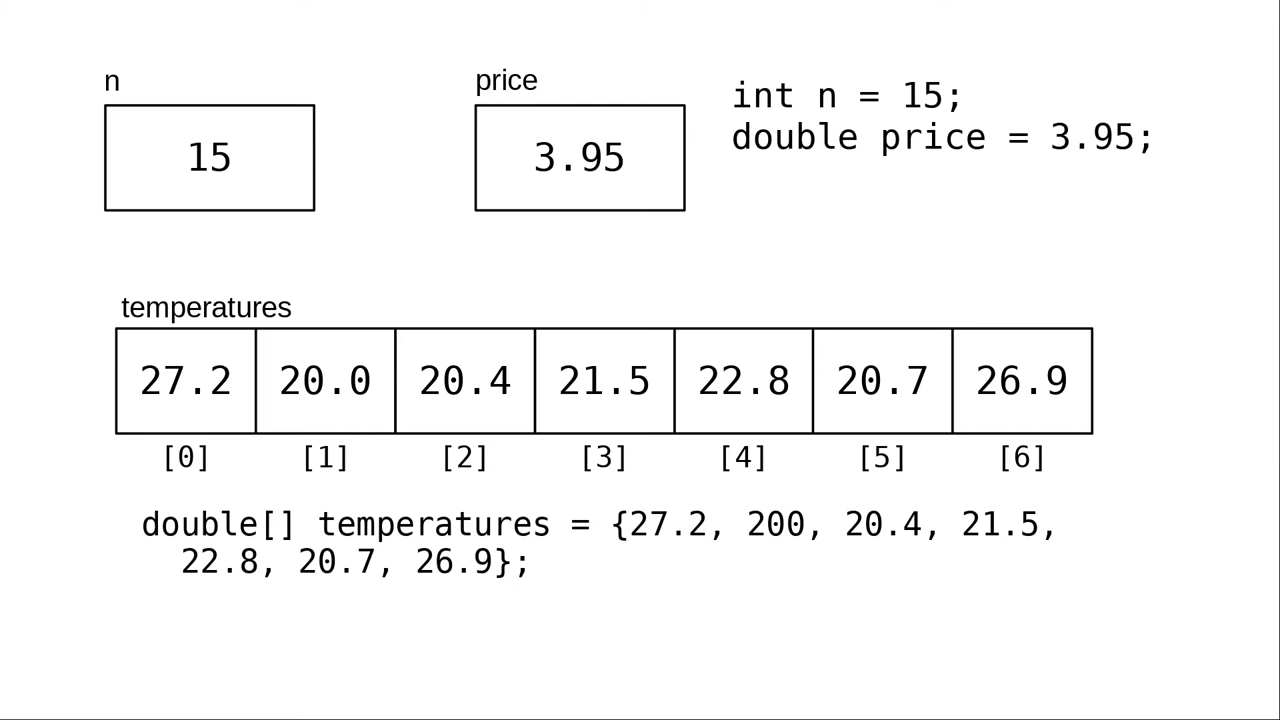 n
price
15
3.95
int n = 15;
double price = 3.95;
temperatures
27.2 20.0 20.4 21.5 22.8 20.7 26.9
[0] [1] [2] [3] [4] [5] [6]
double[] temperatures = {27.2, 200, 20.4, 21.5,
22.8, 20.7, 26.9};